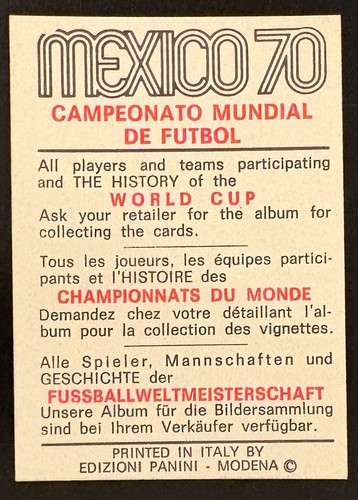 MEXICO 70
CAMPEONATO MUNDIAL
DE FUTBOL
All players and teams participating
and THE HISTORY of the
WORLD CUP
Ask your retailer for the album for
collecting the cards.
Tous les joueurs, les équipes partici-
pants et l'HISTOIRE des
CHAMPIONNATS DU MONDE
Demandez chez votre détaillant l'al-
bum pour la collection des vignettes.
Alle Spieler, Mannschaften und
GESCHICHTE der
FUSSBALLWELTMEISTERSCHAFT
Unsere Album für die Bildersammlung
sind bei Ihrem Verkäufer verfügbar.
PRINTED IN ITALY BY
EDIZIONI PANINI - MODENA ©